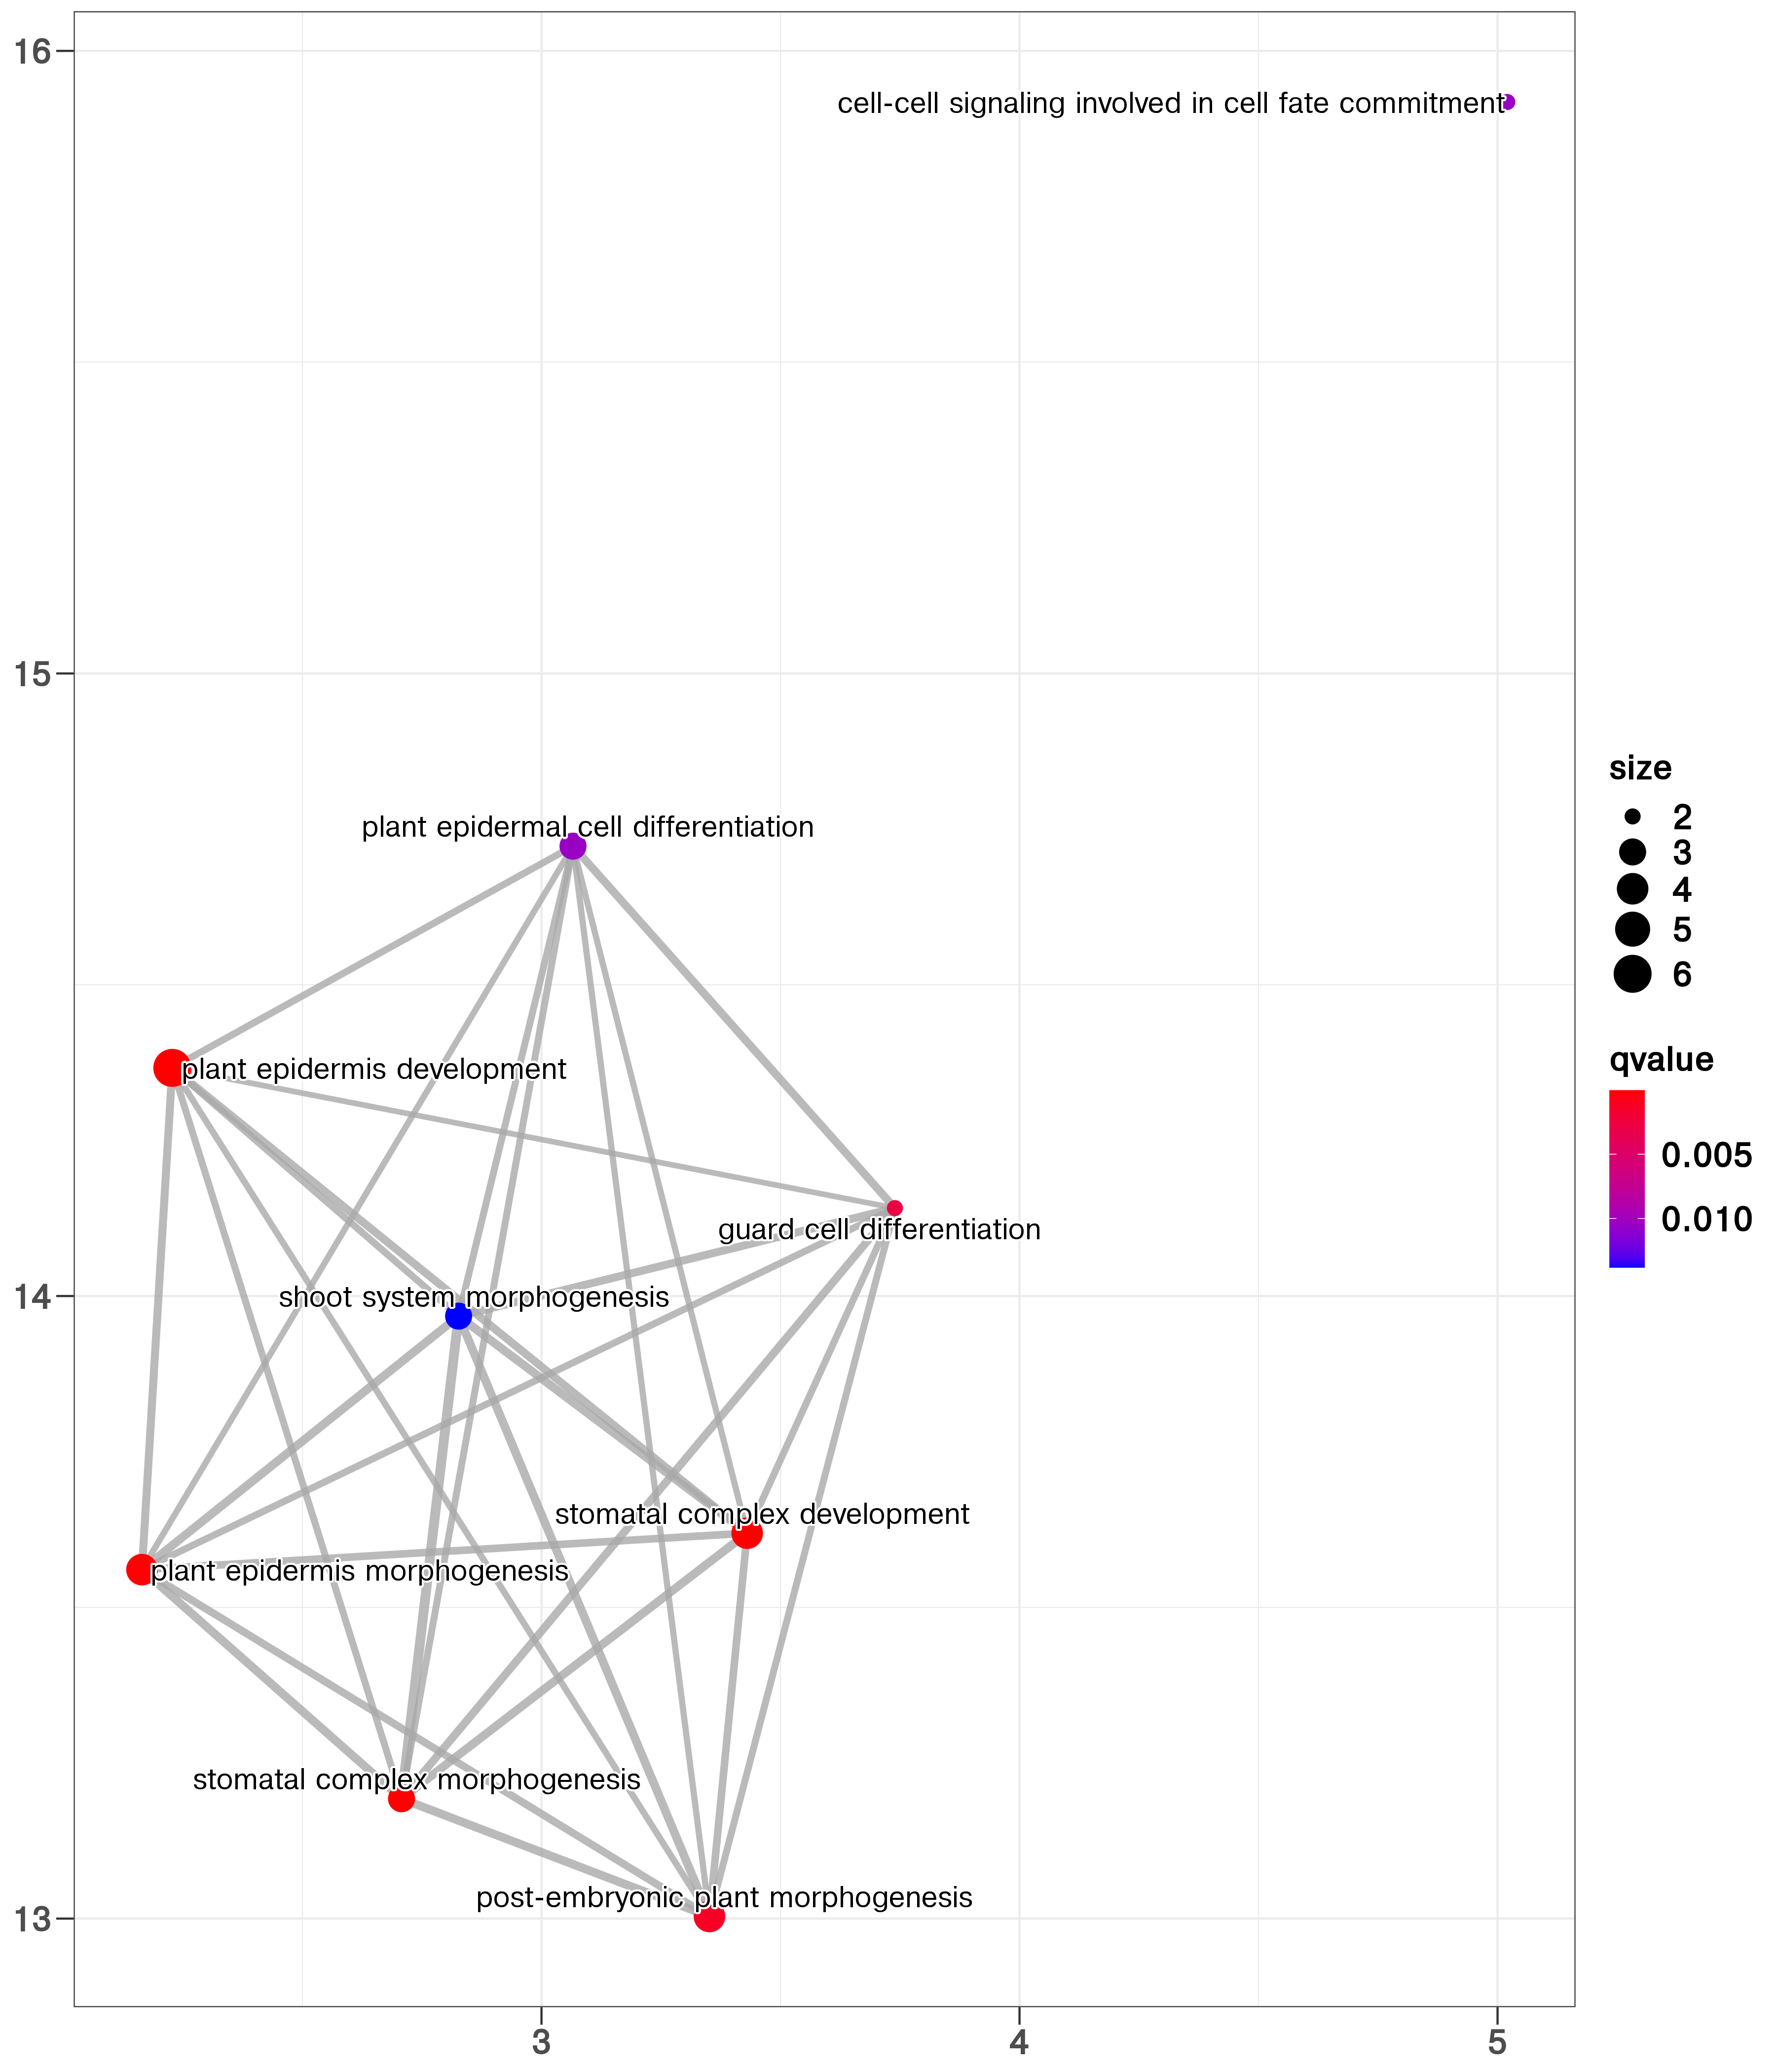 16
cell-cell signaling involved in cell fate commitment
15
size
2
plant epidermal cell differentiation
3
4
5
6
qvalue
plant epidermis development
0.005
0.010
guard cell differentiation
shoot system morphogenesis
14
stomatal complex development
plant epidermis morphogenesis
stomatal complex morphogenesis
post-embryonic plant morphogenesis
13
3 4 5